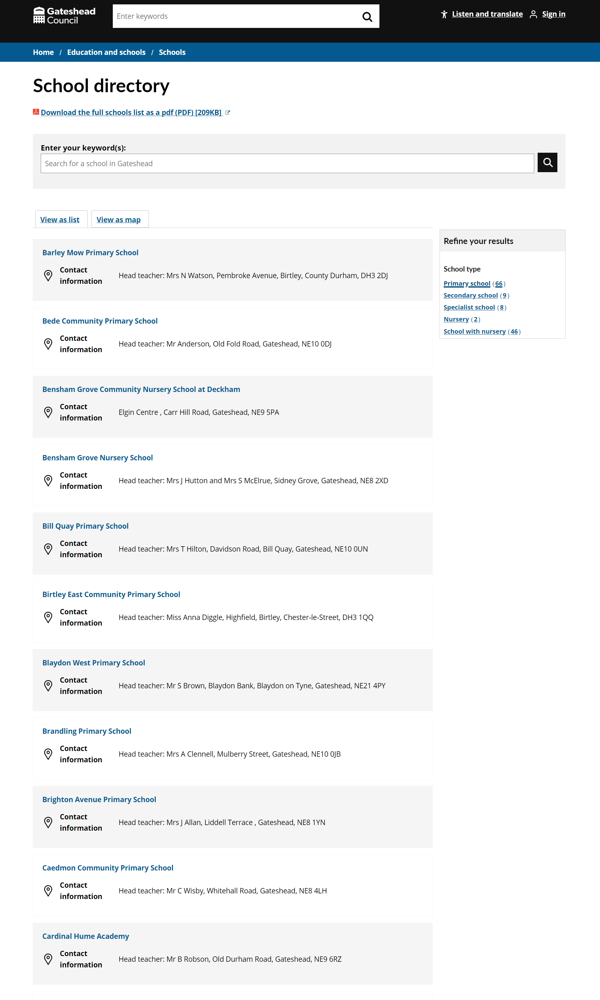 Gateshead
Council
Enter keywords
Listen and translate
Sign in
Home / Education and schools / Schools
School directory
Download the full schools list as a pdf (PDF) [209KB]
Enter your keyword(s):
Search for a school in Gateshead
View as list
View as map
Barley Mow Primary School
Contact
information
Head teacher: Mrs N Watson, Pembroke Avenue, Birtley, County Durham, DH3 2DJ
Bede Community Primary School
Contact
information
Head teacher: Mr Anderson, Old Fold Road, Gateshead, NE10 0DJ
Bensham Grove Community Nursery School at Deckham
Contact
information
Elgin Centre , Carr Hill Road, Gateshead, NE9 5PA
Bensham Grove Nursery School
Contact
information
Head teacher: Mrs J Hutton and Mrs S McElrue, Sidney Grove, Gateshead, NE8 2XD
Bill Quay Primary School
Contact
information
Head teacher: Mrs T Hilton, Davidson Road, Bill Quay, Gateshead, NE10 0UN
Birtley East Community Primary School
Contact
information
Head teacher: Miss Anna Diggle, Highfield, Birtley, Chester-le-Street, DH3 1QQ
Blaydon West Primary School
Contact
information
Head teacher: Mr S Brown, Blaydon Bank, Blaydon on Tyne, Gateshead, NE21 4PY
Brandling Primary School
Contact
information
Head teacher: Mrs A Clennell, Mulberry Street, Gateshead, NE10 0JB
Brighton Avenue Primary School
Contact
information
Head teacher: Mrs J Allan, Liddell Terrace , Gateshead, NE8 1YN
Caedmon Community Primary School
Contact
information
Head teacher: Mr C Wisby, Whitehall Road, Gateshead, NE8 4LH
Cardinal Hume Academy
Contact
information
Head teacher: Mr B Robson, Old Durham Road, Gateshead, NE9 6RZ
Refine your results
School type
Primary school (66)
Secondary school (9)
Specialist school (8)
Nursery (2)
School with nursery (46)